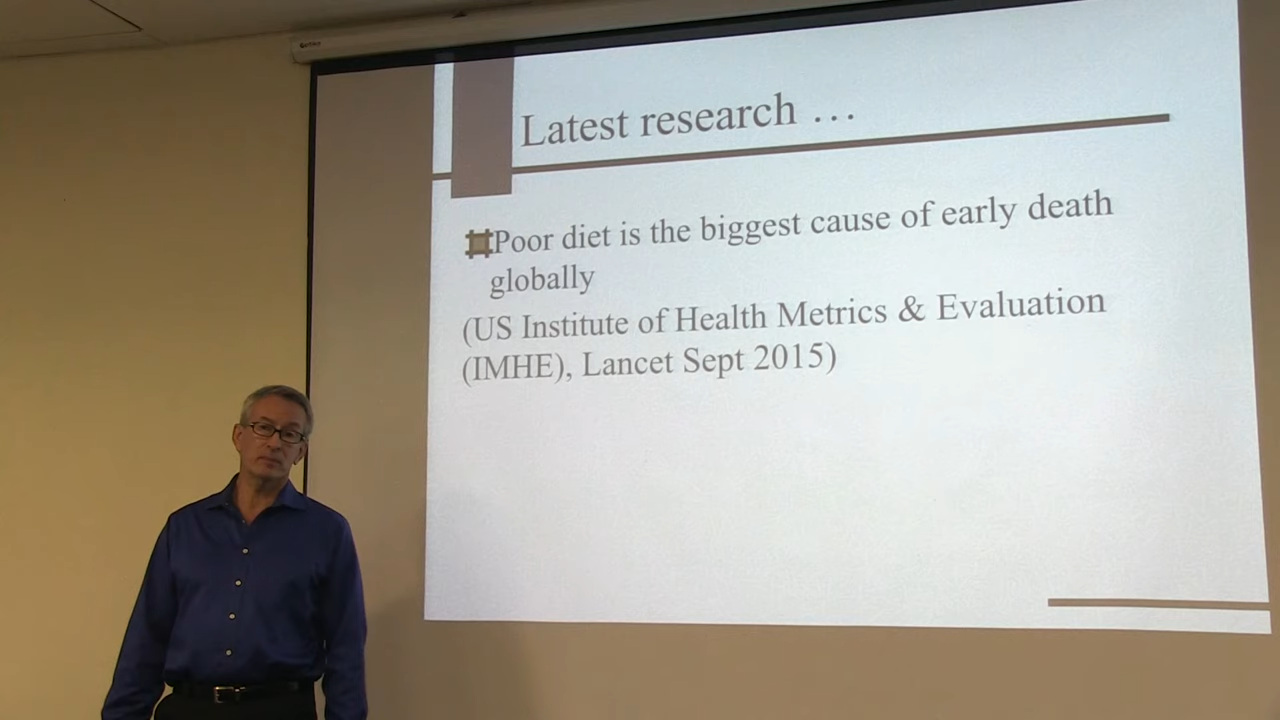 Latest research ...
Poor diet is the biggest cause of early death
globally
(US Institute of Health Metrics & Evaluation
(IMHE), Lancet Sept 2015)